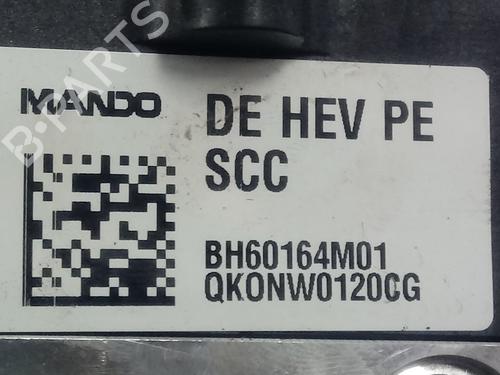 MANDO
DE HEV PE
SCC
BH60164M01
QKONW0120CG
B-PARTS